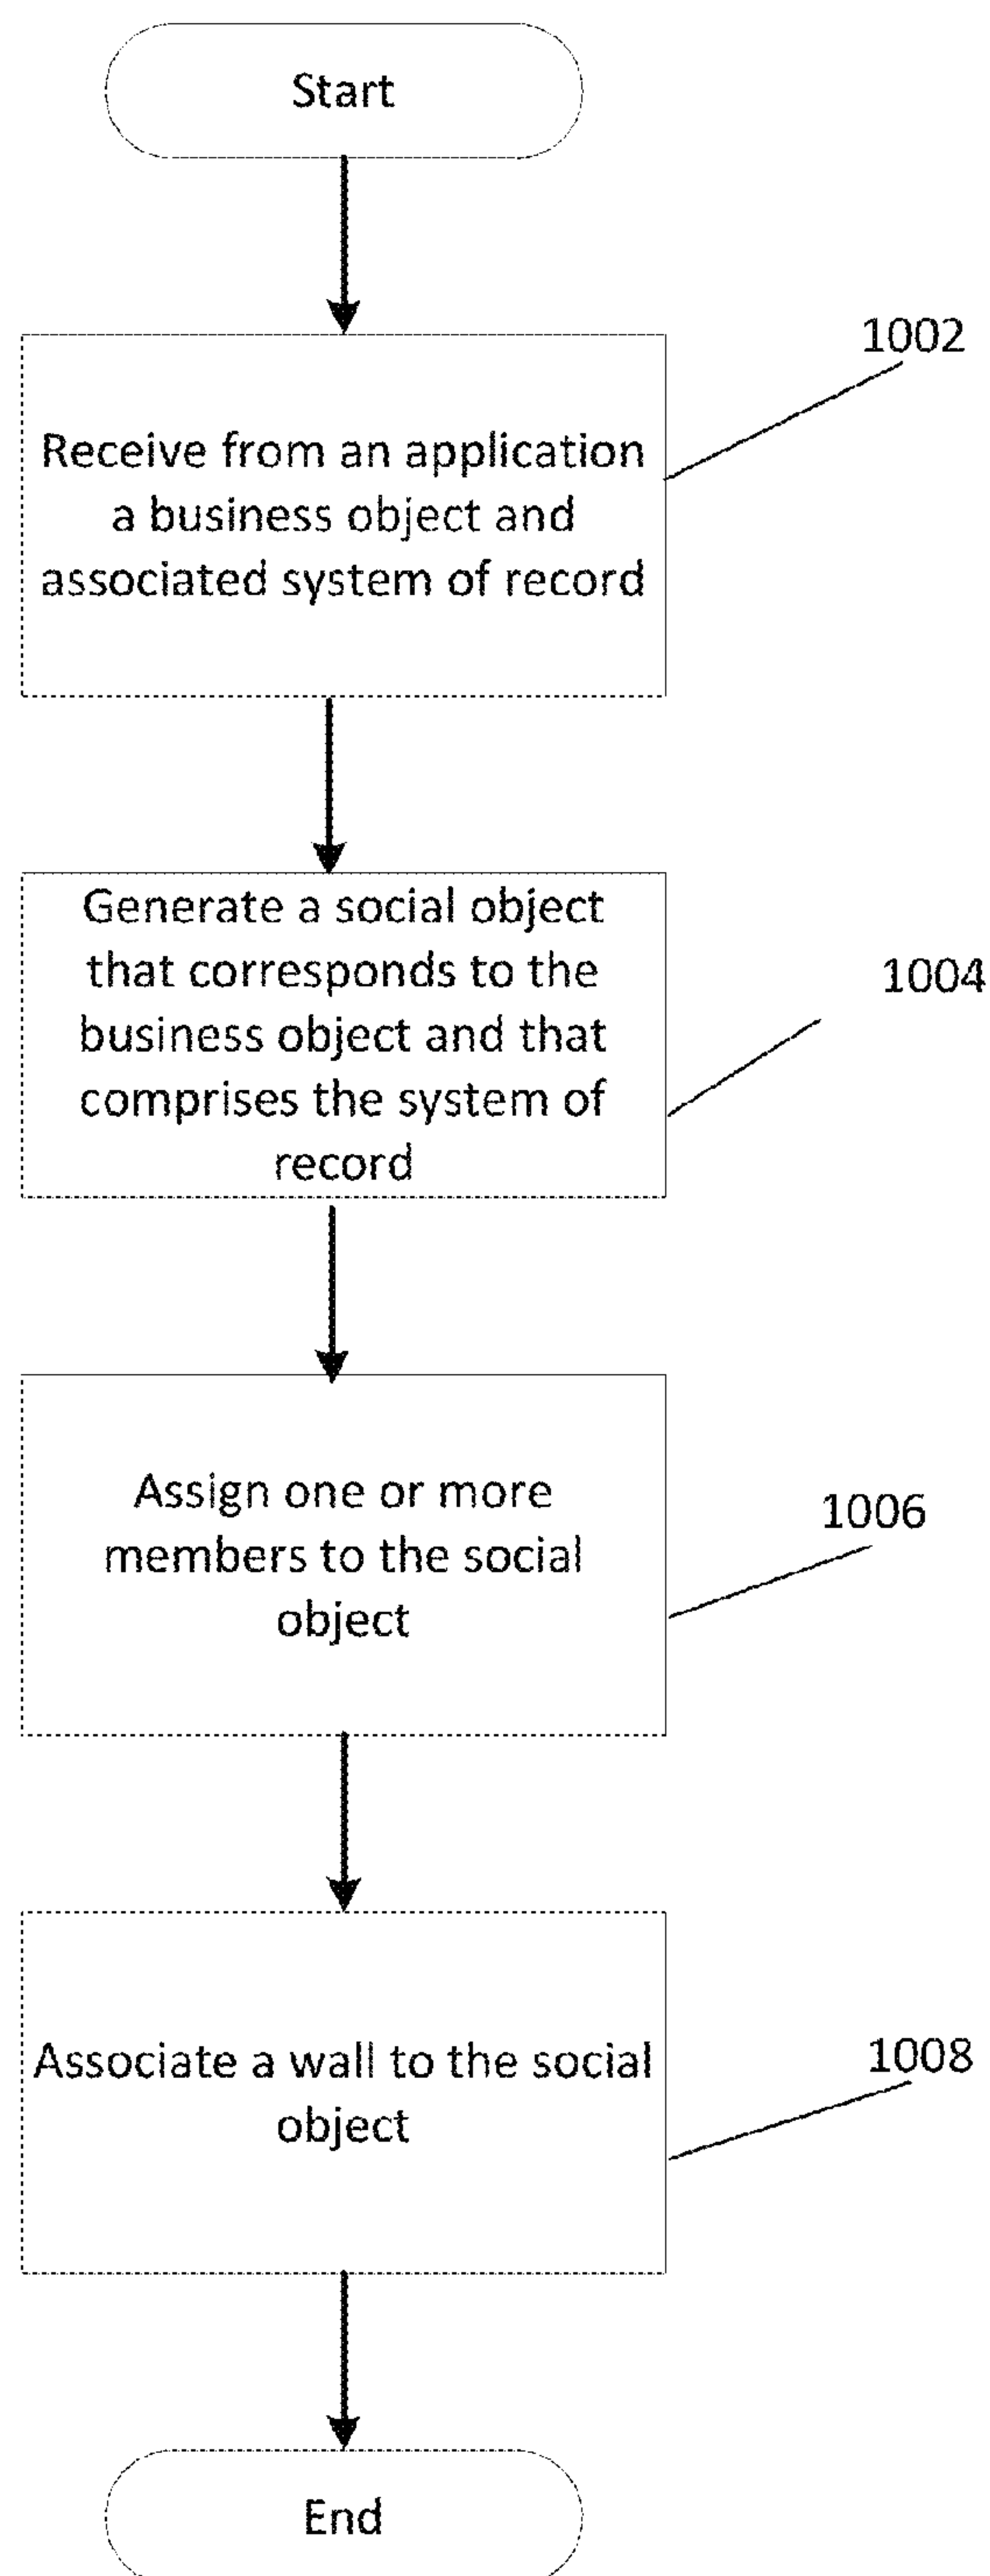 Start
1002
Receive from an application
a business object and
associated system of record
Generate a social object
that corresponds to the
business object and that
comprises the system of
record
1004
Assign one or more
members to the social
object
1006
Associate a wall to the social
object
1008
End